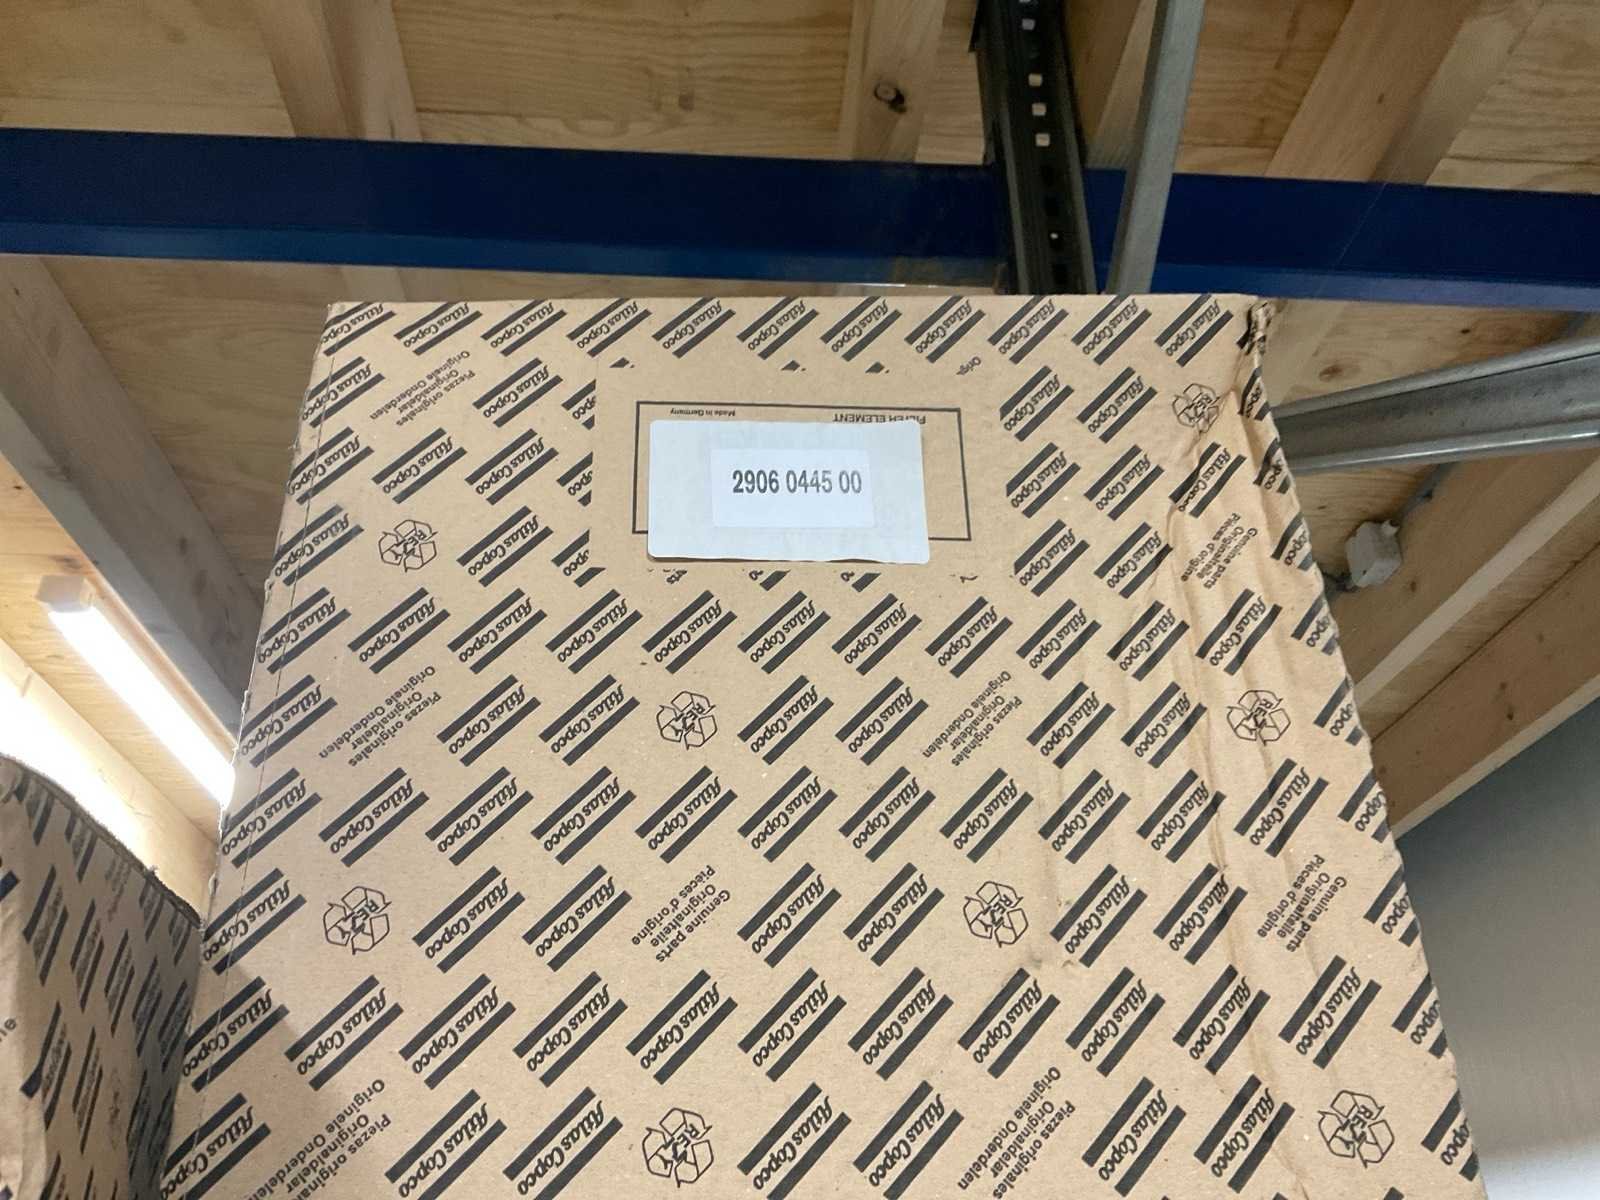 Made in Germany
FILTER ELEMENT
2906 0445 00
Atlas Copco
Piezas originales
Originaldelar
Originele Onderdelen
Genuine parts
Originalteile
Pièces d'origine
RESY